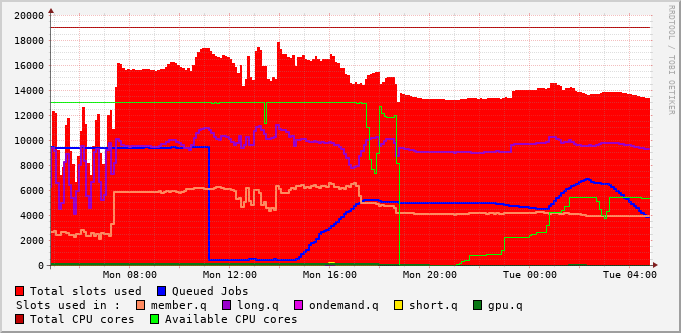 20000
18000
16000
14000
12000
10000
8000
6000
4000
2000
0
Mon 08:00 Mon 12:00 Mon 16:00 Mon 20:00 Tue 00:00 Tue 04:00
RRDTOOL / TOBI OETIKER
Total slots used Queued Jobs
Slots used in : member.q long.q ondemand.q short.q gpu.q
Total CPU cores Available CPU cores